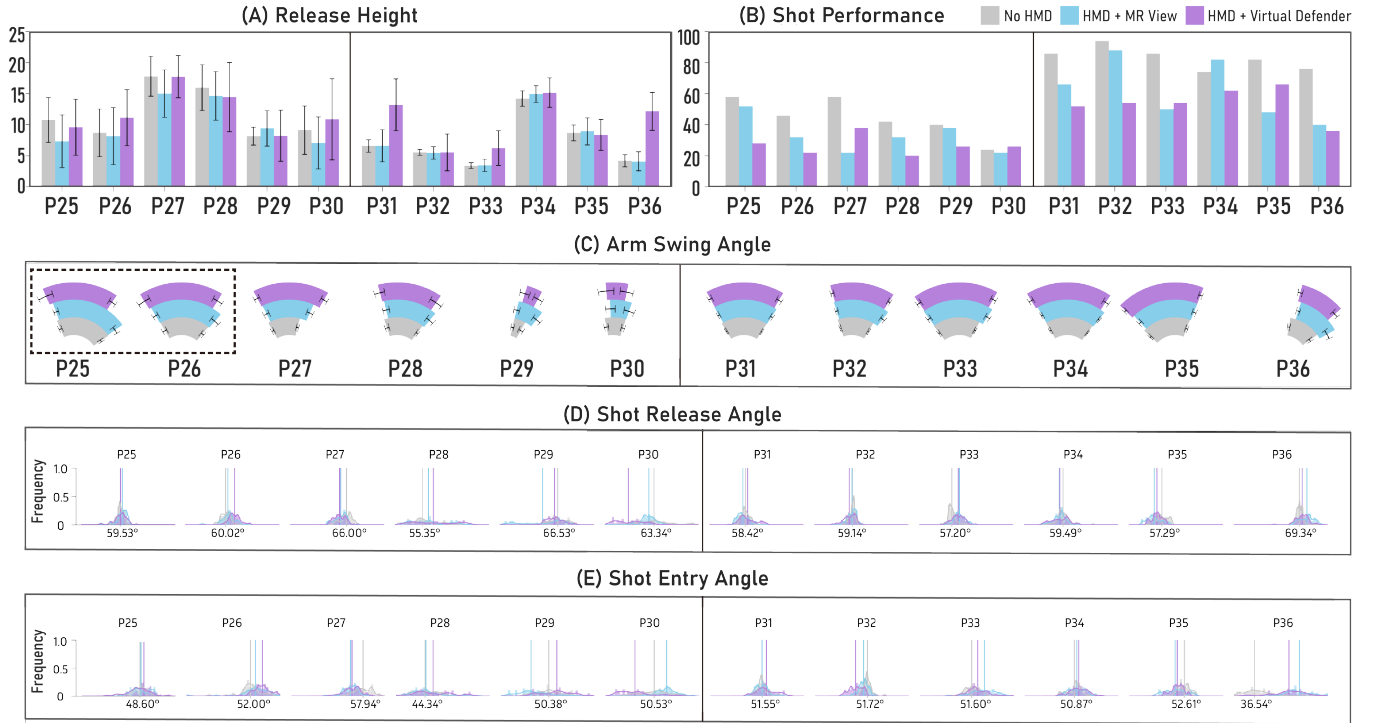 (A) Release Height
(B) Shot Performance
No HMD
HMD + MR View
HMD + Virtual Defender
25
20
15
10
5
0
P25 P26 P27 P28 P29 P30 P31 P32 P33 P34 P35 P36
100
80
60
40
20
0
P25 P26 P27 P28 P29 P30 P31 P32 P33 P34 P35 P36
(C) Arm Swing Angle
P25 P26 P27 P28 P29 P30 P31 P32 P33 P34 P35 P36
(D) Shot Release Angle
P25 P26 P27 P28 P29 P30 P31 P32 P33 P34 P35 P36
Frequency
1.0
0.5
0
59.53° 60.02° 66.00° 55.35° 66.53° 63.34° 58.42° 59.14° 57.20° 59.49° 57.29° 69.34°
(E) Shot Entry Angle
P25 P26 P27 P28 P29 P30 P31 P32 P33 P34 P35 P36
Frequency
1.0
0.5
0
48.60° 52.00° 57.94° 44.34° 50.38° 50.53° 51.55° 51.72° 51.60° 50.87° 52.61° 36.54°